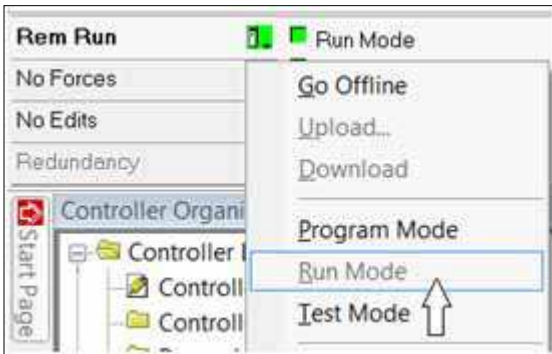 Rem Run
Run Mode
No Forces
No Edits
Redundancy
Go Offline
Upload...
Download
Program Mode
Run Mode
Test Mode
Start Page
Controller Organi
Controller
Controll
Controll